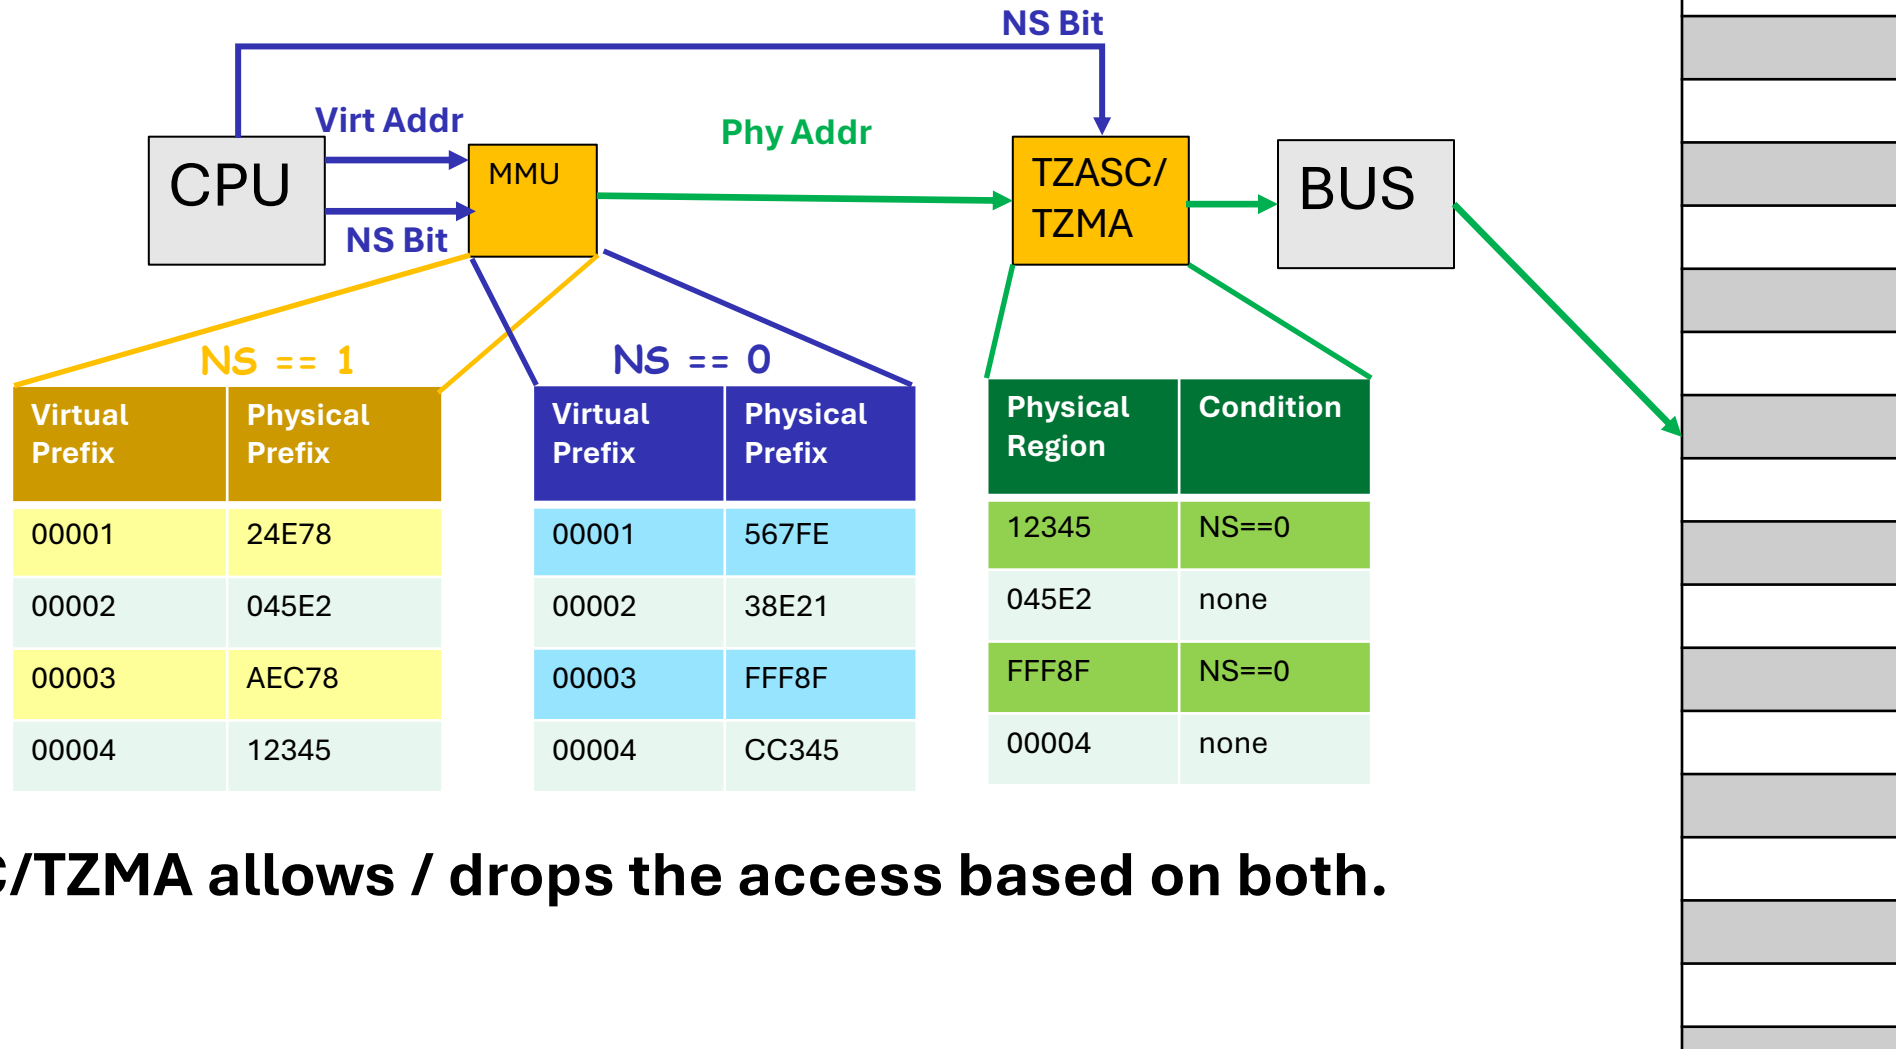 NS Bit
Virt Addr
Phy Addr
CPU
MMU
TZASC/
TZMA
BUS
NS Bit
NS == 1
NS == 0
Virtual Prefix
Physical Prefix
00001 24E78
00002 045E2
00003 AEC78
00004 12345
Virtual Prefix
Physical Prefix
00001 567FE
00002 38E21
00003 FFF8F
00004 CC345
Physical Region
Condition
12345 NS==0
045E2 none
FFF8F NS==0
00004 none
/TZMA allows / drops the access based on both.